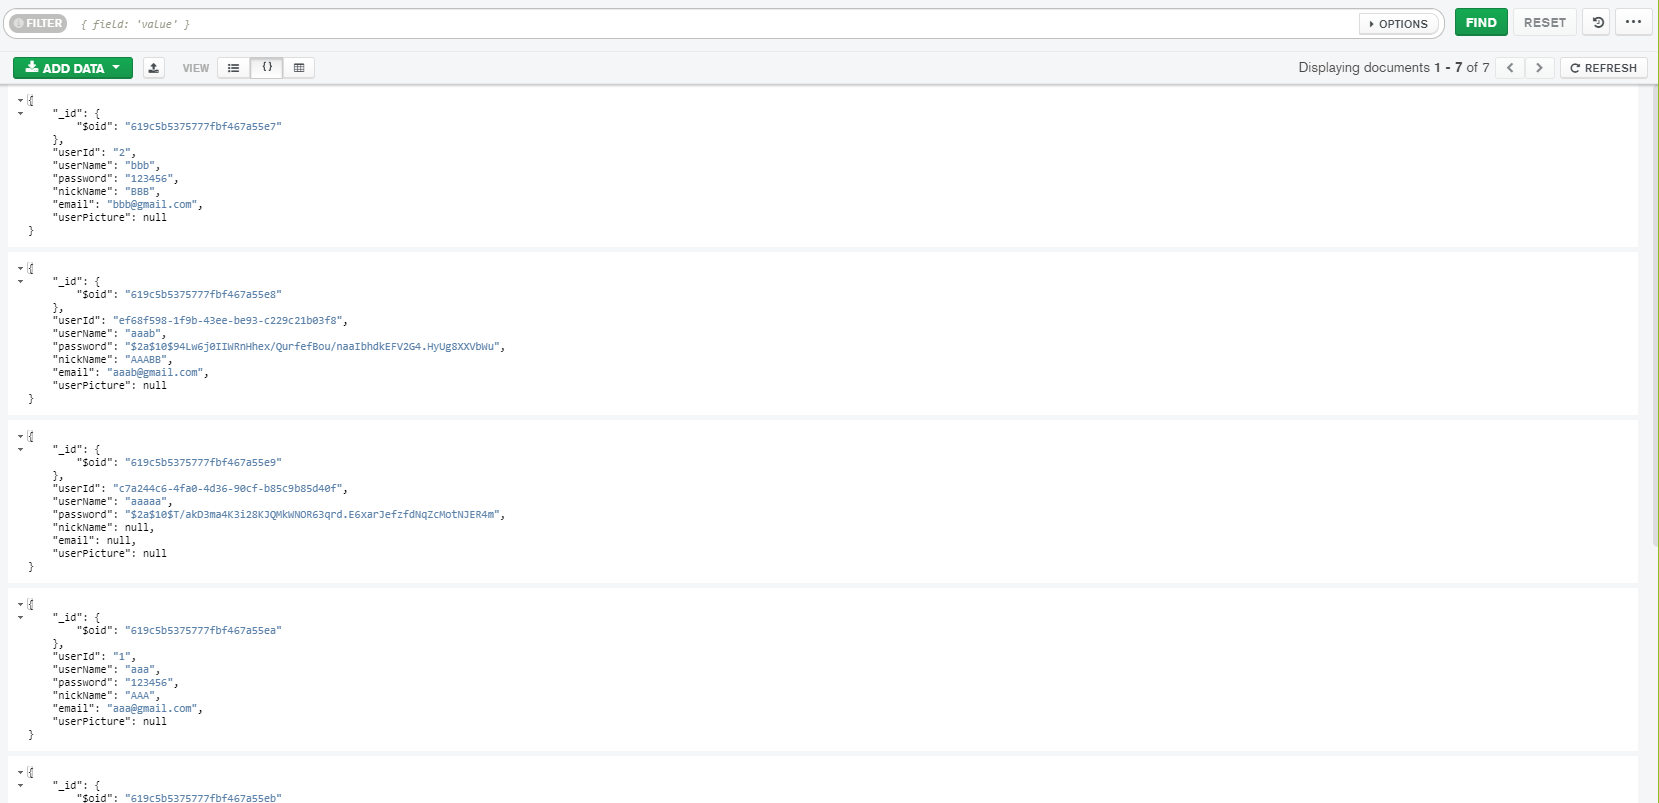 FILTER { field: 'value' } OPTIONS FIND RESET
ADD DATA VIEW {} Displaying documents 1 - 7 of 7 REFRESH
{
"_id": {
"$oid": "619c5b5375777fbf467a55e7"
},
"userId": "2",
"userName": "bbb",
"password": "123456",
"nickName": "BBB",
"email": "bbb@gmail.com",
"userPicture": null
}
{
"_id": {
"$oid": "619c5b5375777fbf467a55e8"
},
"userId": "ef68f598-1f9b-43ee-be93-c229c21b03f8",
"userName": "aaab",
"password": "$2a$10$94Lw6j0IIWRnHhex/QurfefBou/naaIbhdkEFV2G4.HyUg8XXVbWu",
"nickName": "AAABB",
"email": "aaab@gmail.com",
"userPicture": null
}
{
"_id": {
"$oid": "619c5b5375777fbf467a55e9"
},
"userId": "c7a244c6-4fa0-4d36-90cf-b85c9b85d40f",
"userName": "aaaaa",
"password": "$2a$10$T/akD3ma4K3i28KJQMkWNOR63qrd.E6xarJefzfdNqZcMotNJER4m",
"nickName": null,
"email": null,
"userPicture": null
}
{
"_id": {
"$oid": "619c5b5375777fbf467a55ea"
},
"userId": "1",
"userName": "aaa",
"password": "123456",
"nickName": "AAA",
"email": "aaa@gmail.com",
"userPicture": null
}
{
"_id": {
"$oid": "619c5b5375777fbf467a55eb"